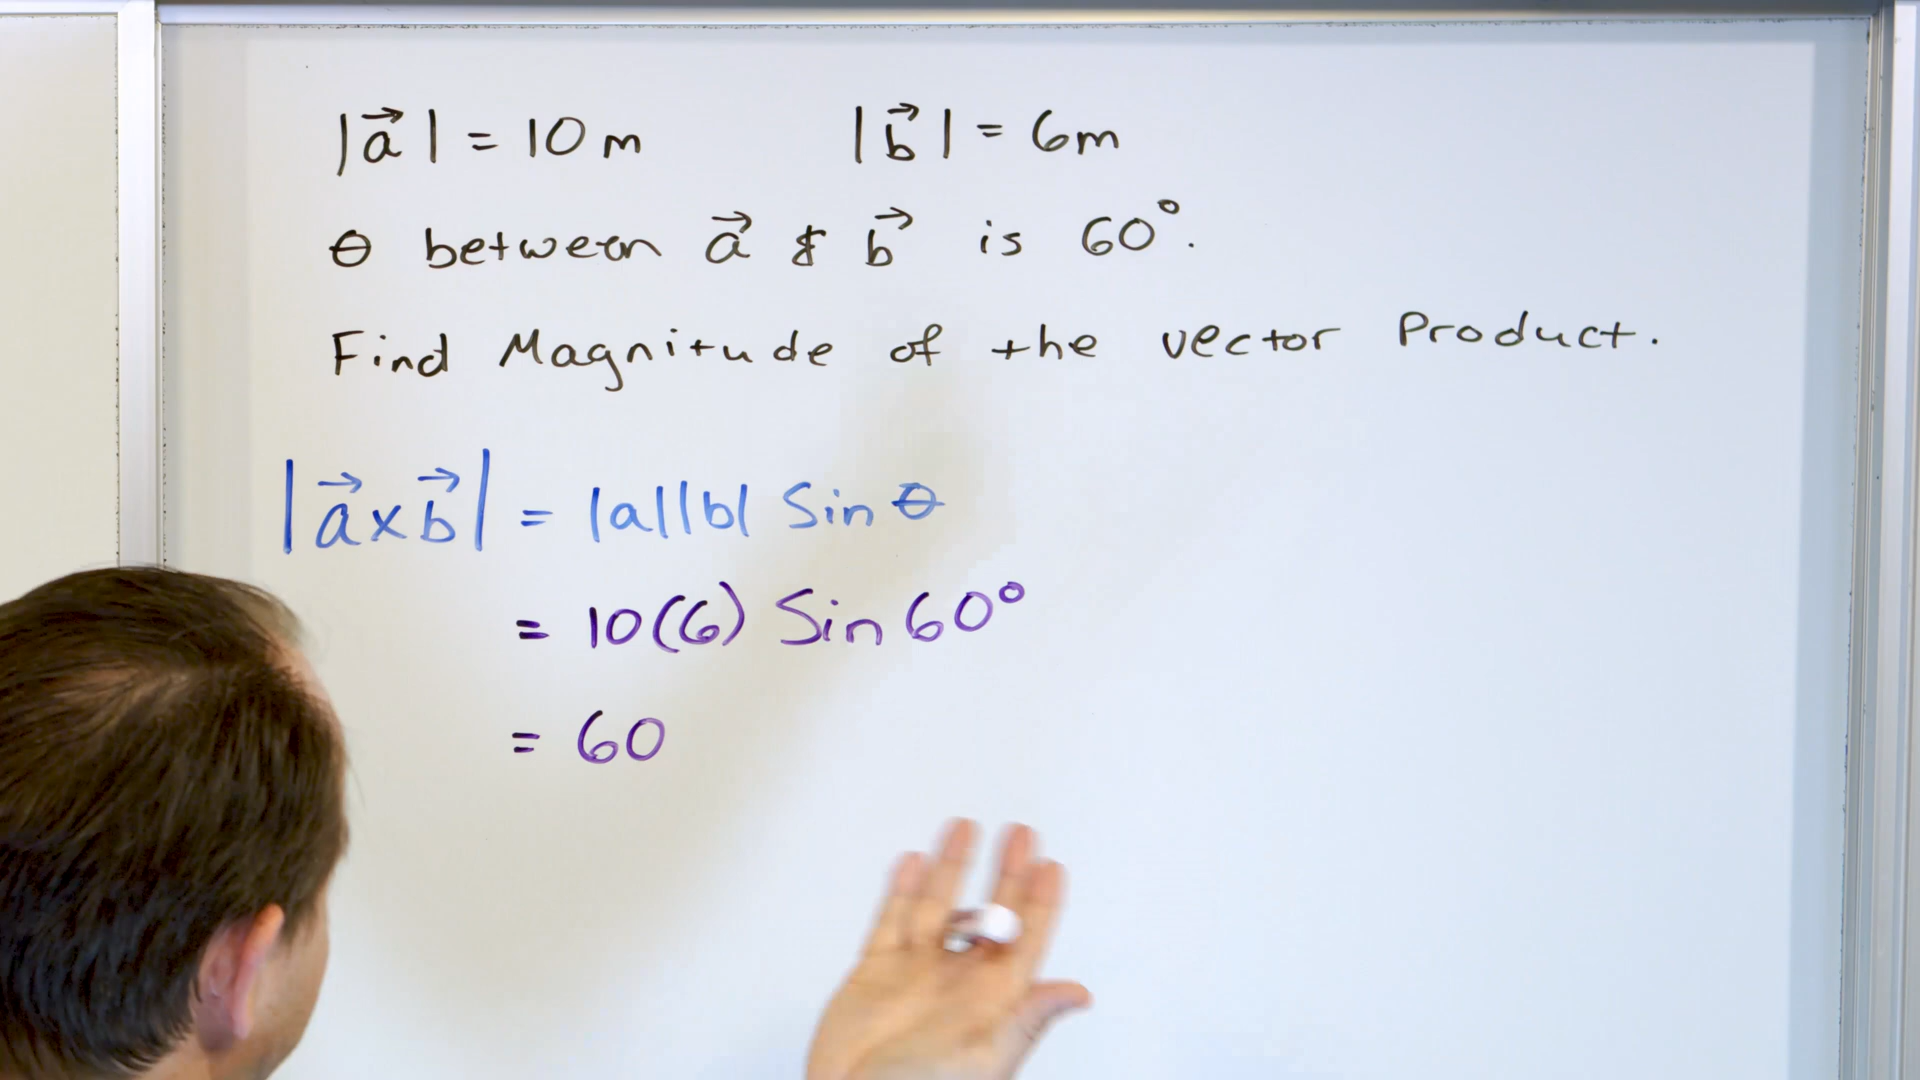 |a⃗| = 10 m |b⃗| = 6m
θ between a⃗ & b⃗ is 60°.
Find Magnitude of the vector Product.
|a⃗ x b⃗| = |a||b| Sin θ
= 10(6) Sin 60°
= 60